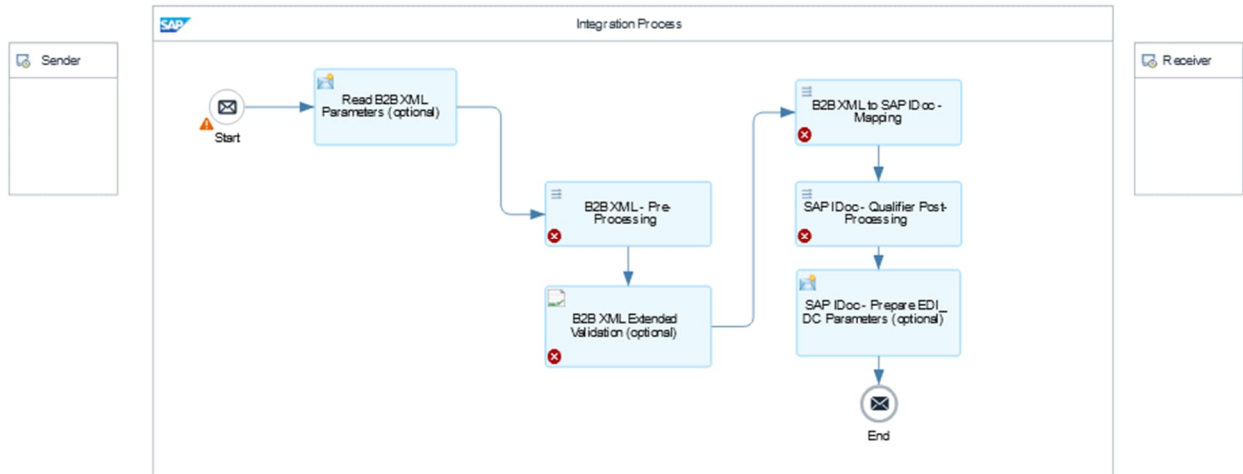 SAP
Integration Process
Sender
Receiver
Start
Read B2B XML
Parameters (optional)
B2B XML - Pre-
Processing
B2B XML Extended
Validation (optional)
B2B XML to SAP IDoc -
Mapping
SAP IDoc - Qualifier Post-
Processing
SAP IDoc - Prepare EDI_
DC Parameters (optional)
End